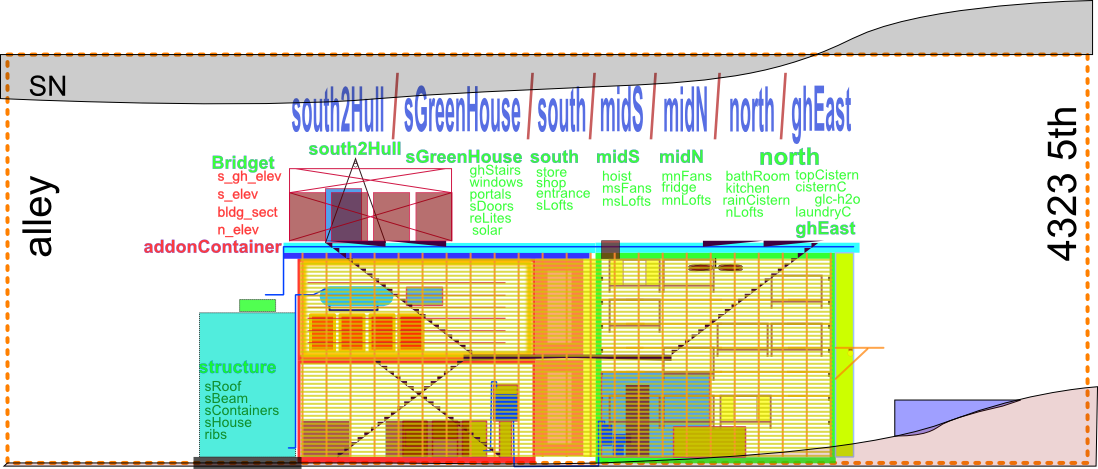 SN
south2Hull / sGreenHouse / south / midS / midN / north / ghEast
alley
4323 5th
Bridget
s_gh_elev
s_elev
bldg_sect
n_elev
addonContainer
south2Hull
sGreenHouse
ghStairs
windows
portals
sDoors
reLites
solar
south
store
shop
entrance
sLofts
midS
hoist
msFans
msLofts
midN
mnFans
fridge
mnLofts
north
bathRoom
kitchen
rainCistern
nLofts
topCistern
cisternC
glc-h2o
laundryC
ghEast
structure
sRoof
sBeam
sContainers
sHouse
ribs